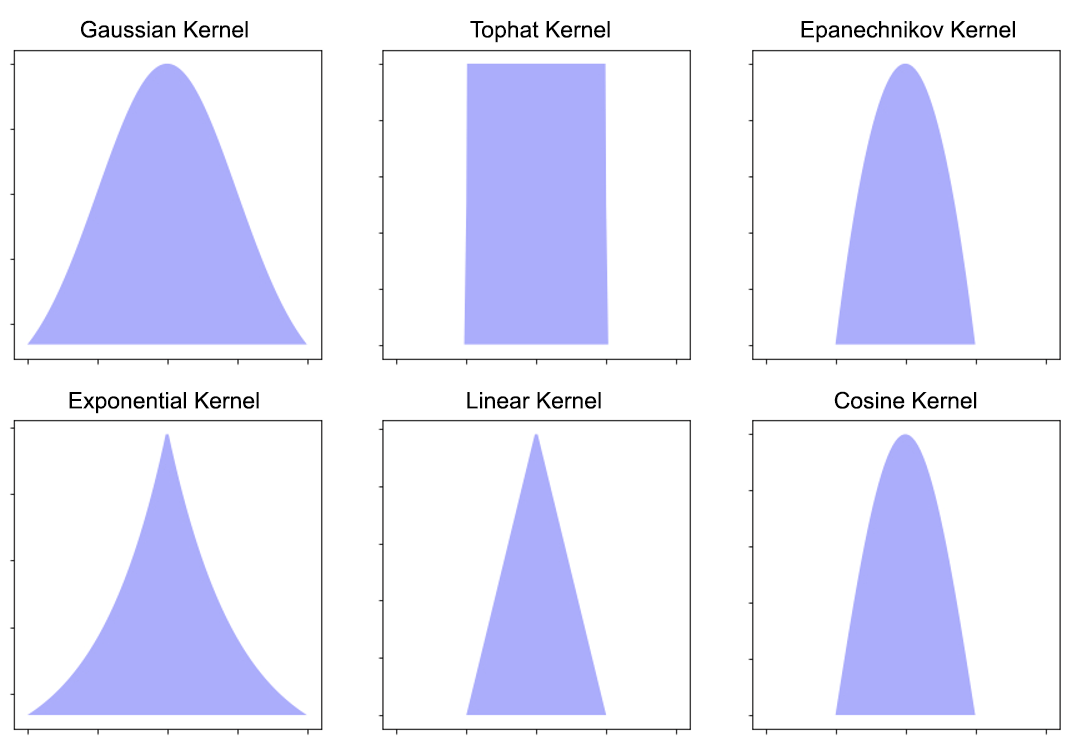 Gaussian Kernel
Tophat Kernel
Epanechnikov Kernel
Exponential Kernel
Linear Kernel
Cosine Kernel